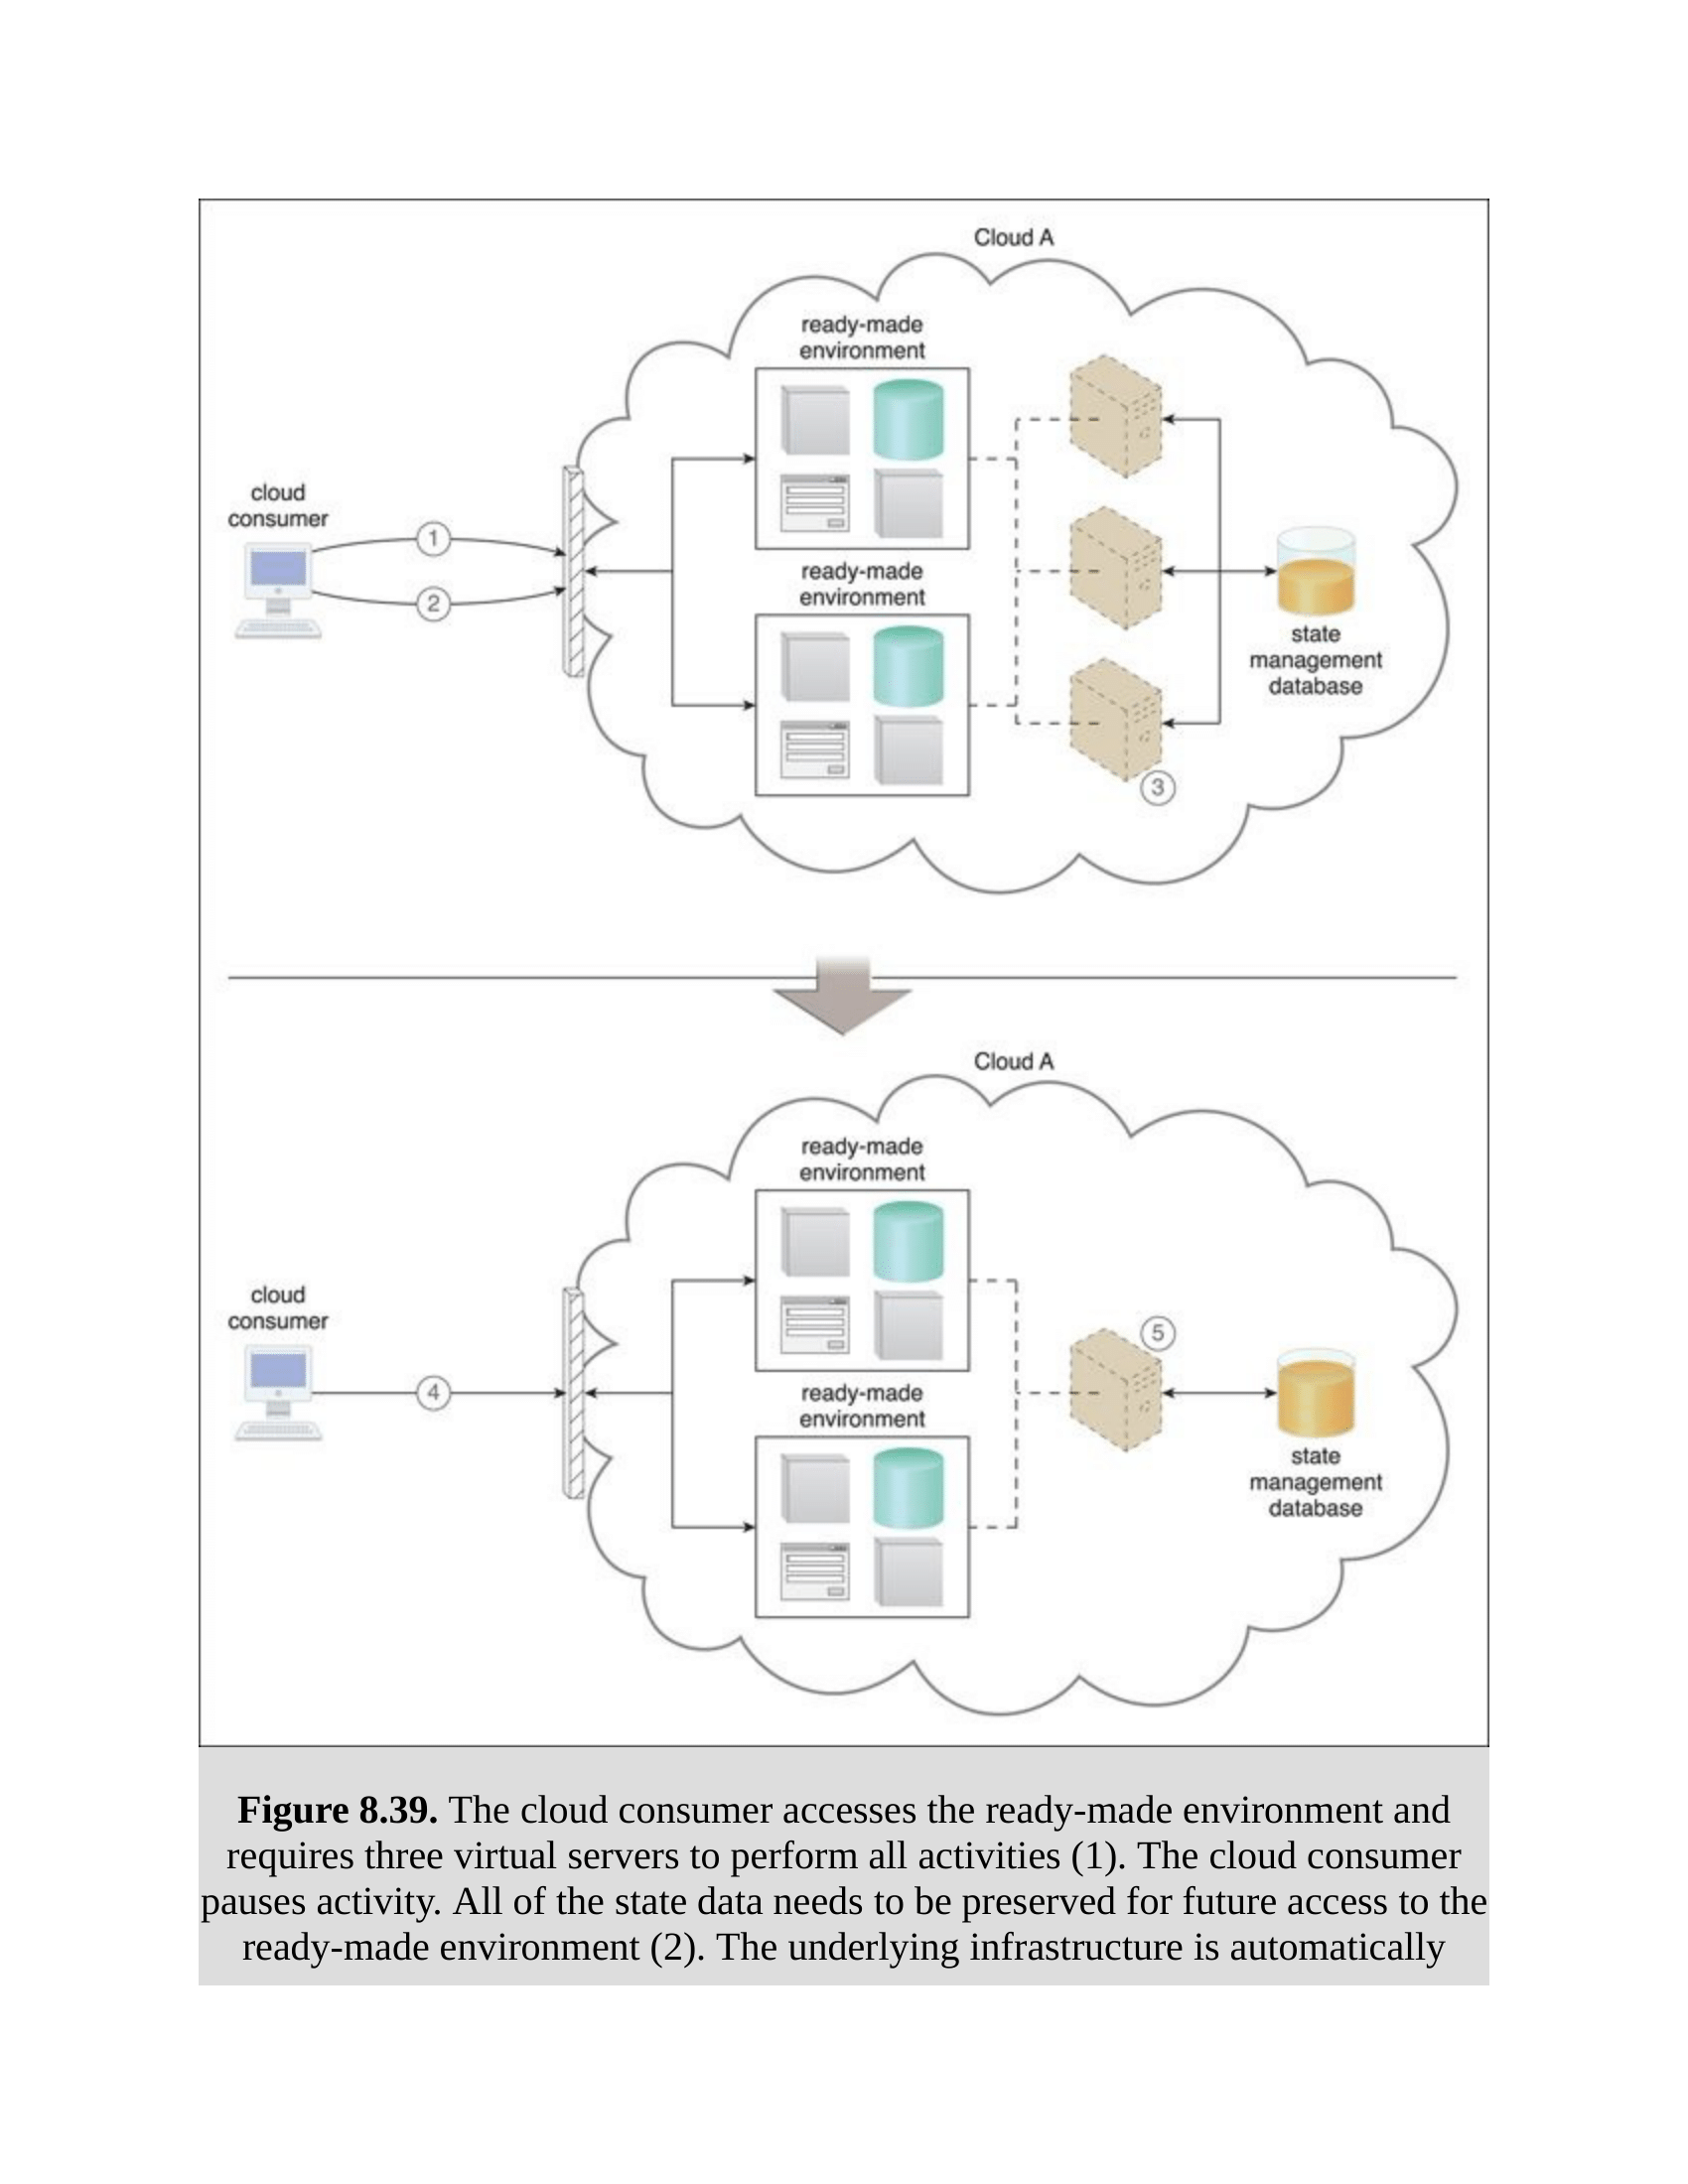 Cloud A
ready-made
environment
cloud
consumer
1
2
ready-made
environment
state
management
database
3
Cloud A
ready-made
environment
cloud
consumer
4
5
ready-made
environment
state
management
database
Figure 8.39. The cloud consumer accesses the ready-made environment and
requires three virtual servers to perform all activities (1). The cloud consumer
pauses activity. All of the state data needs to be preserved for future access to the
ready-made environment (2). The underlying infrastructure is automatically